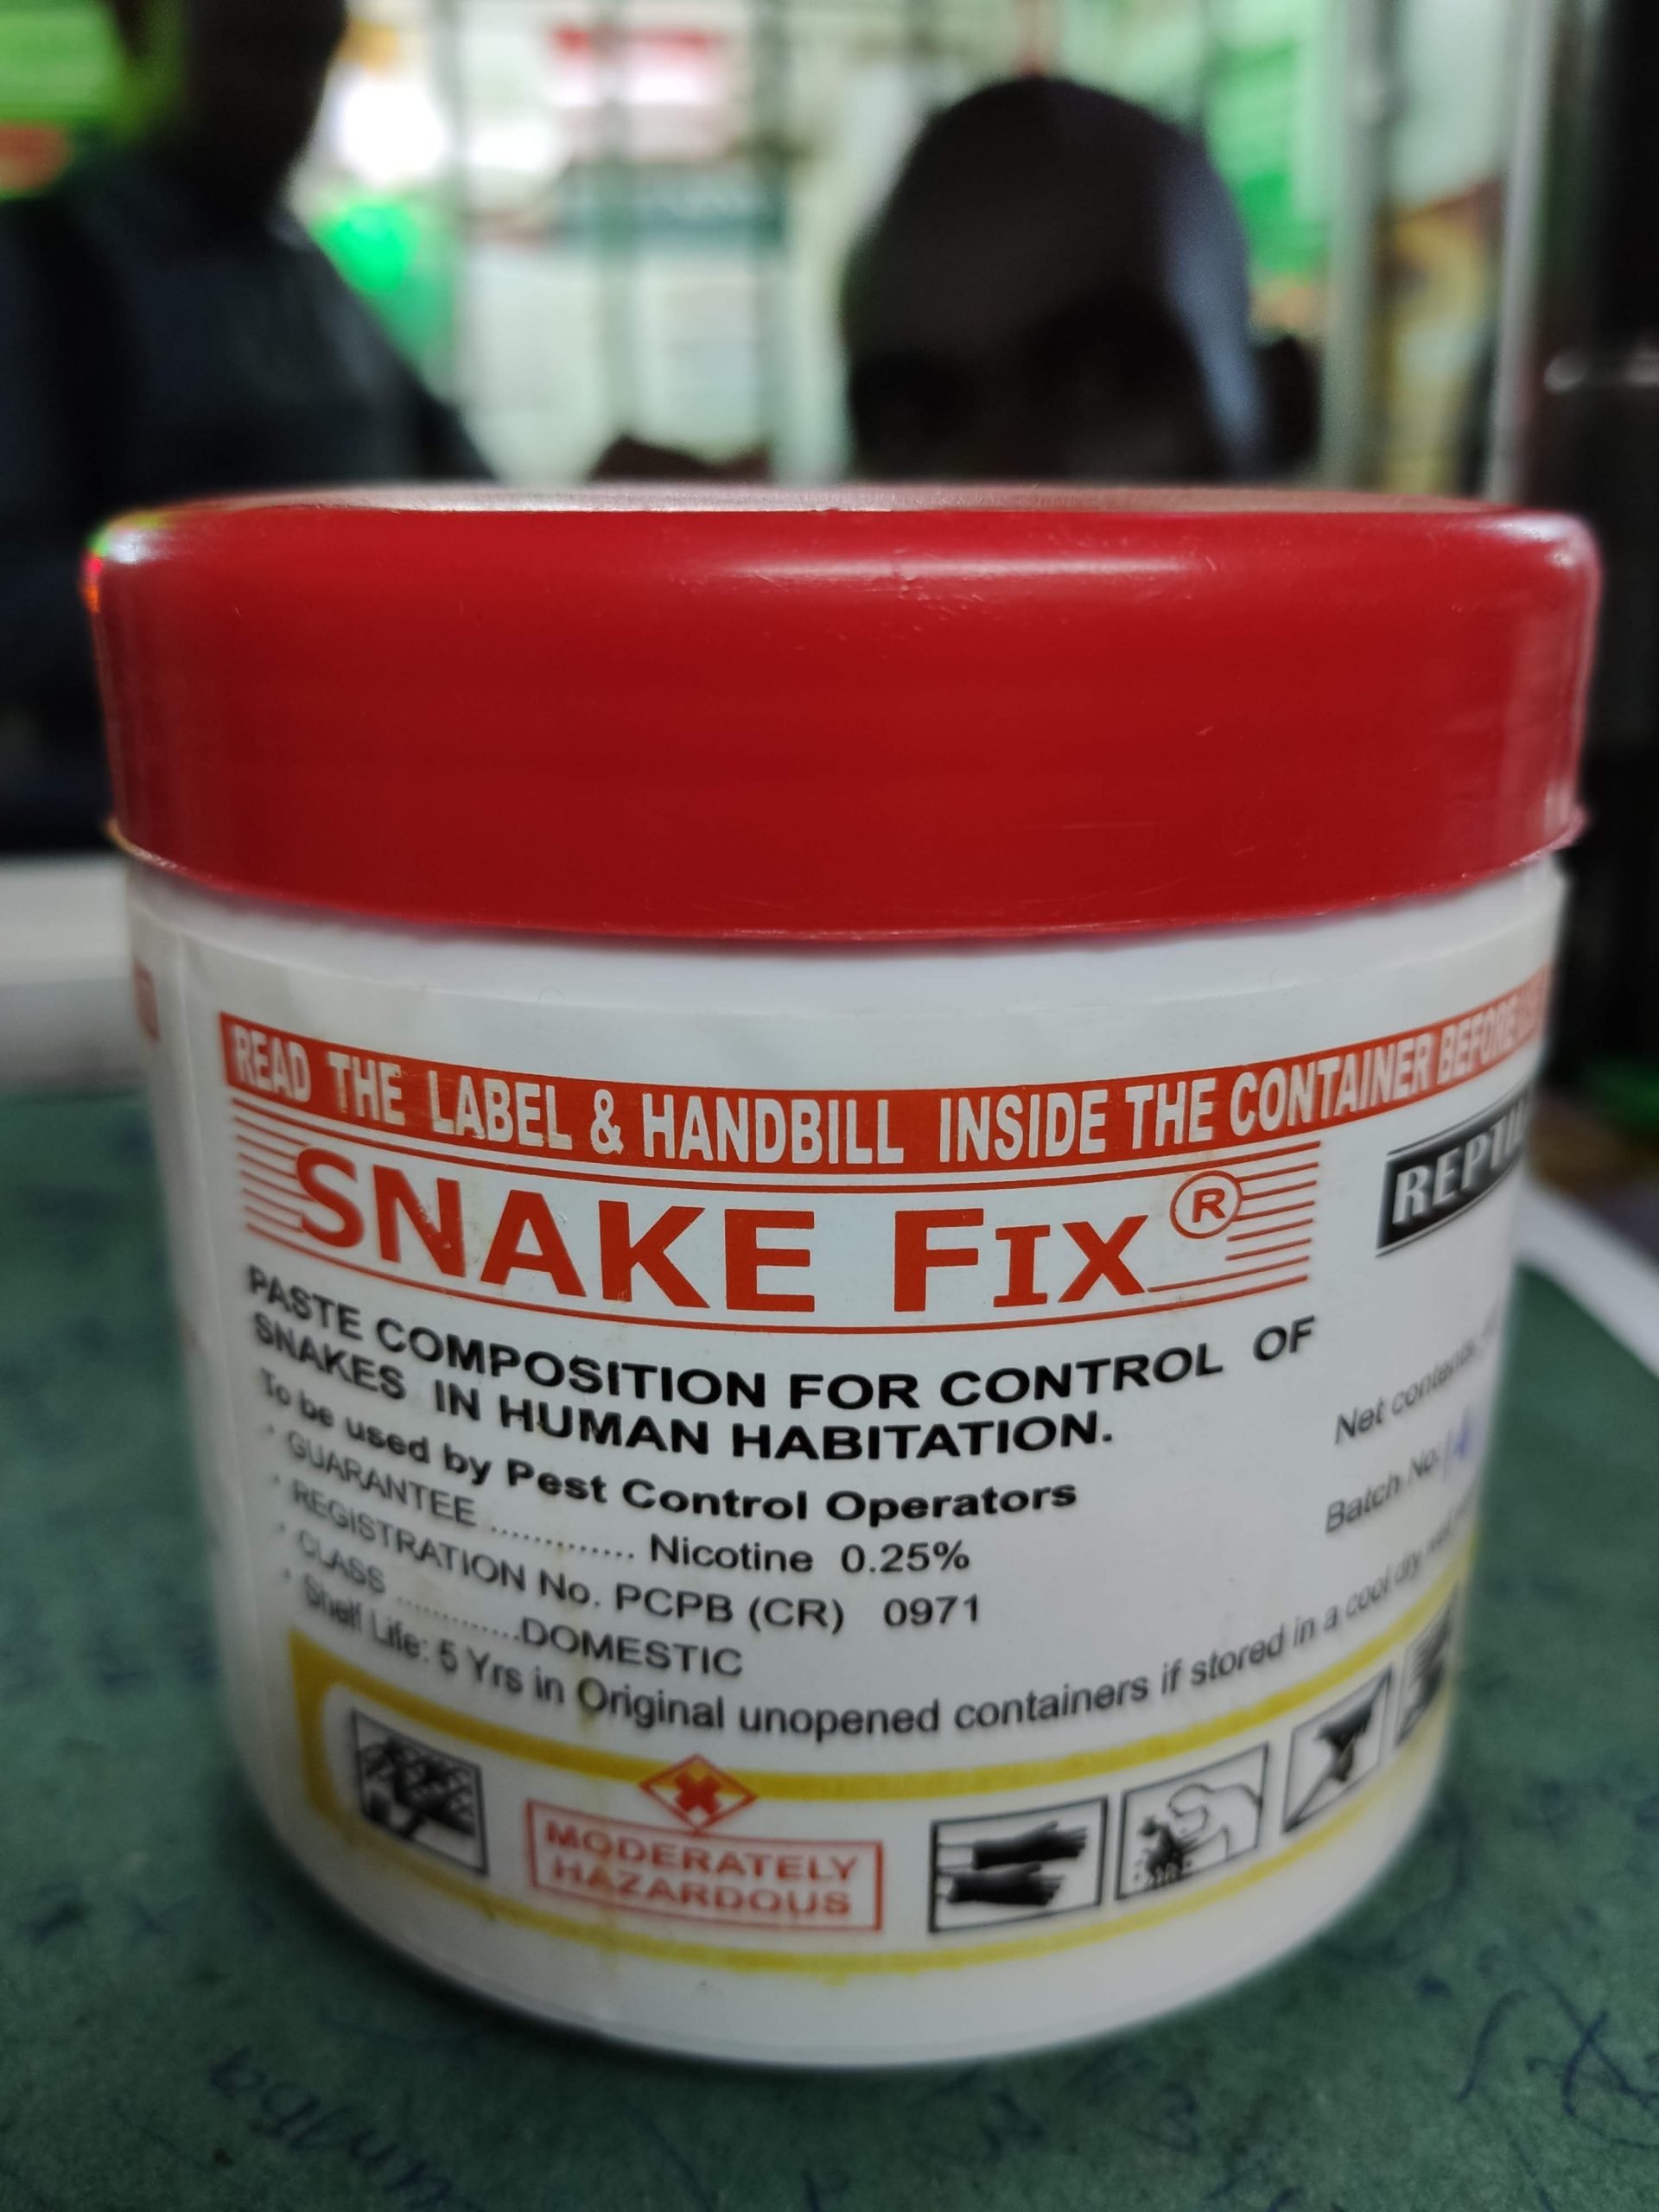 READ THE LABEL & HANDBILL INSIDE THE CONTAINER BEFORE
SNAKE FIX®
PASTE COMPOSITION FOR CONTROL OF
SNAKES IN HUMAN HABITATION.
To be used by Pest Control Operators
• GUARANTEE ............ Nicotine 0.25%
• REGISTRATION No. PCPB (CR) 0971
• CLASS ............DOMESTIC
• Shelf Life: 5 Yrs in Original unopened containers if stored in a cool dry
MODERATELY
HAZARDOUS
Net contents
Batch No.